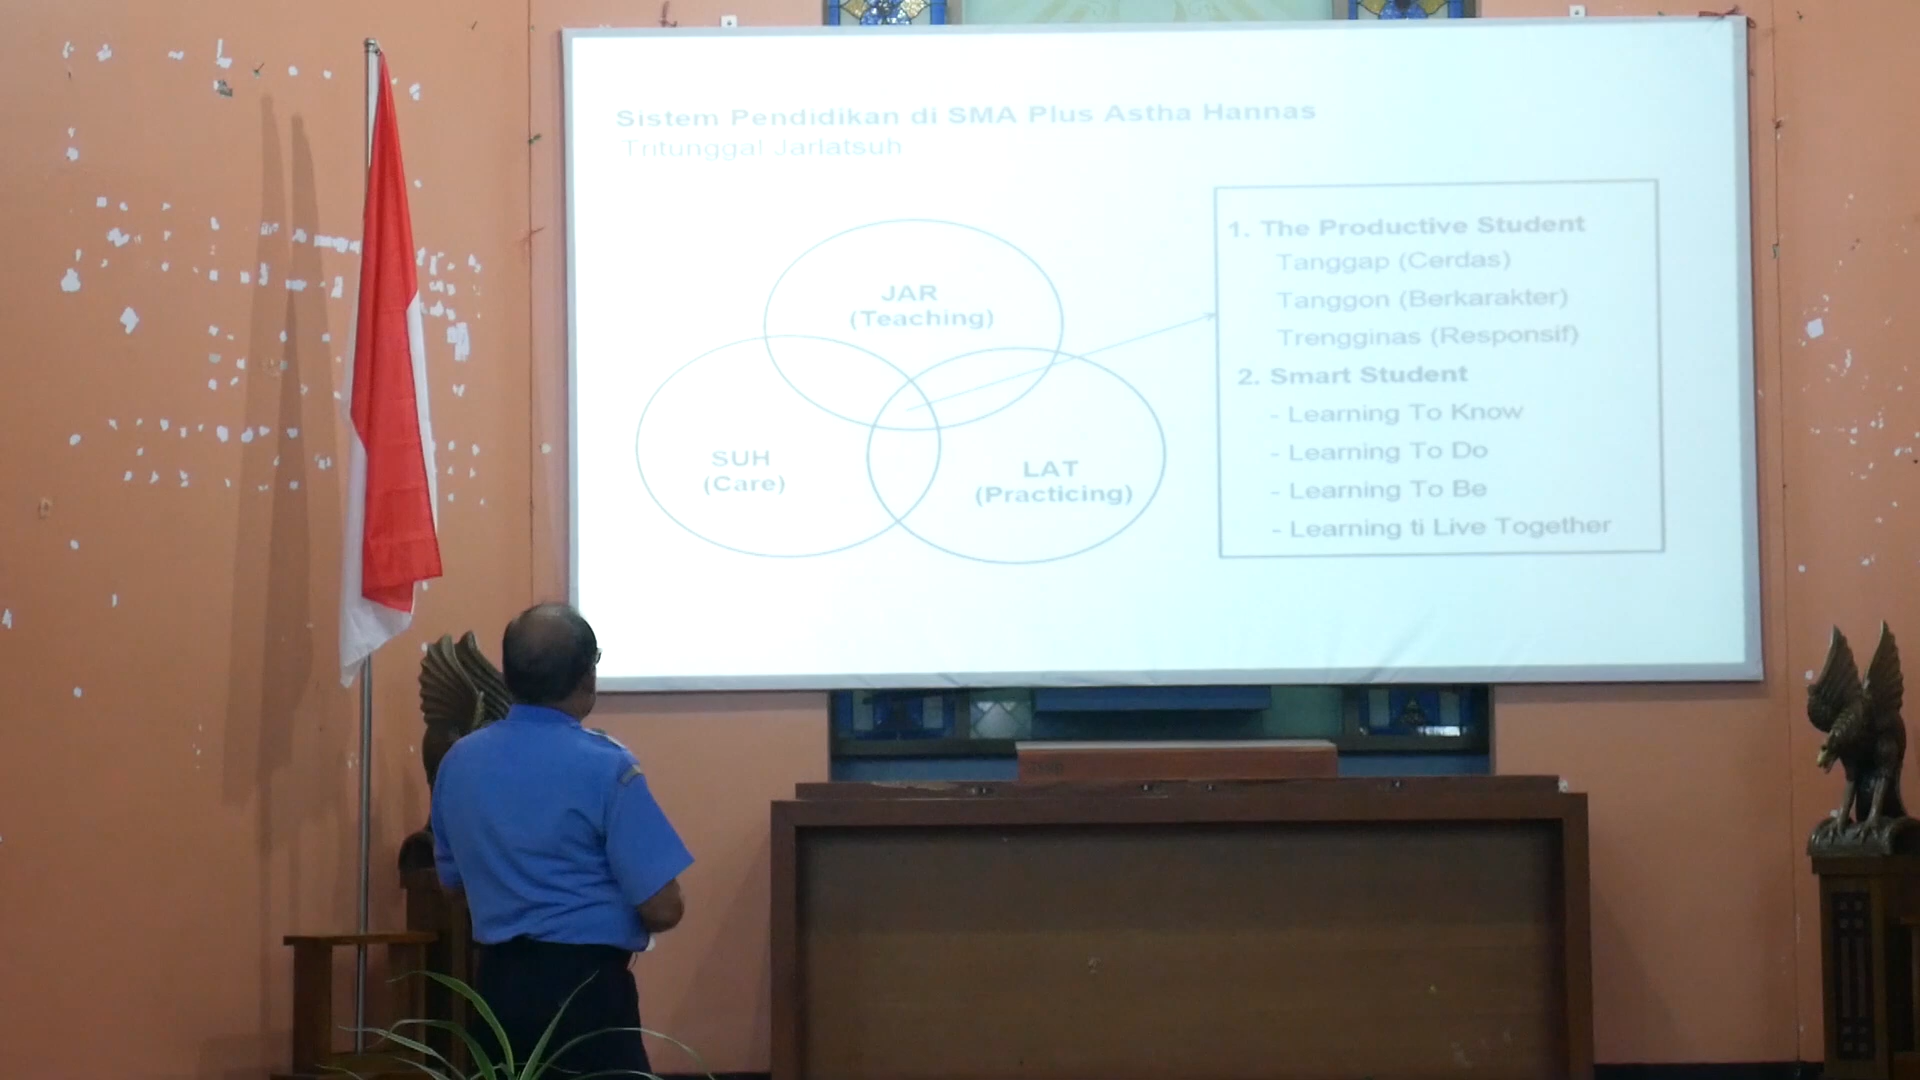 Sistem Pendidikan di SMA Plus Astha Hannas
Tritunggal Jarlatsuh
JAR
(Teaching)
SUH
(Care)
LAT
(Practicing)
1. The Productive Student
Tanggap (Cerdas)
Tanggon (Berkarakter)
Trengginas (Responsif)
2. Smart Student
- Learning To Know
- Learning To Do
- Learning To Be
- Learning ti Live Together